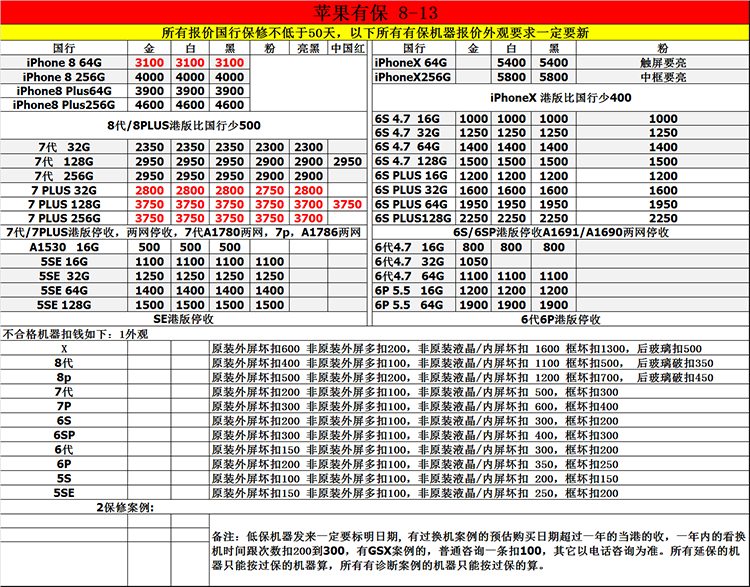 苹果有保 8-13
所有报价国行保修不低于50天，以下所有有保机器报价外观要求一定要新
国行 金 白 黑 粉 亮黑 中国红
iPhone 8 64G 3100 3100 3100
iPhone 8 256G 4000 4000 4000
iPhone8 Plus64G 3900 3900 3900
iPhone8 Plus256G 4600 4600 4600
8代/8PLUS港版比国行少500
7代 32G 2350 2350 2350 2300 2300
7代 128G 2950 2950 2950 2900 2900 2950
7代 256G 2950 2950 2950 2900 2900
7 PLUS 32G 2800 2800 2800 2750 2800
7 PLUS 128G 3750 3750 3750 3750 3700 3750
7 PLUS 256G 3750 3750 3750 3750 3700
7代/7PLUS港版停收，两网停收，7代A1780两网，7p，A1786两网
A1530 16G 500 500 500
5SE 16G 1100 1100 1100 1100
5SE 32G 1250 1250 1250 1250
5SE 64G 1400 1400 1400 1400
5SE 128G 1500 1500 1500 1500
SE港版停收
国行 金 白 黑 粉
iPhoneX 64G 5400 5400 触屏要亮
iPhoneX256G 5800 5800 中框要亮
iPhoneX 港版比国行少400
6S 4.7 16G 1000 1000 1000 1000
6S 4.7 32G 1250 1250 1250 1250
6S 4.7 64G 1400 1400 1400 1400
6S 4.7 128G 1500 1500 1500 1500
6S PLUS 16G 1200 1200 1200 1200
6S PLUS 32G 1600 1600 1600 1600
6S PLUS 64G 1950 1950 1950 1950
6S PLUS128G 2250 2250 2250 2250
6S/6SP港版停收A1691/A1690两网停收
6代4.7 16G 800 800 800
6代4.7 32G 1050
6代4.7 64G 1100 1100 1100
6P 5.5 16G 1200 1200 1200
6P 5.5 64G 1900 1900 1900
6代6P港版停收
不合格机器扣钱如下：1外观
X 原装外屏坏扣600 非原装外屏多扣200，非原装液晶/内屏坏扣 1600 框坏扣1300，后玻璃扣500
8代 原装外屏坏扣400 非原装外屏多扣100，非原装液晶/内屏坏扣 1100 框坏扣500， 后玻璃破扣350
8p 原装外屏坏扣500 非原装外屏多扣200，非原装液晶/内屏坏扣 1200 框坏扣700， 后玻璃破扣450
7代 原装外屏坏扣200 非原装外屏多扣100，非原装液晶/内屏坏扣 500，框坏扣300
7P 原装外屏坏扣300 非原装外屏多扣100，非原装液晶/内屏坏扣 600，框坏扣400
6S 原装外屏坏扣200 非原装外屏多扣100，非原装液晶/内屏坏扣 300，框坏扣200
6SP 原装外屏坏扣300 非原装外屏多扣100，非原装液晶/内屏坏扣 400，框坏扣300
6代 原装外屏坏扣150 非原装外屏多扣100，非原装液晶/内屏坏扣 300，框坏扣200
6P 原装外屏坏扣200 非原装外屏多扣100，非原装液晶/内屏坏扣 350，框坏扣250
5S 原装外屏坏扣100 非原装外屏多扣100，非原装液晶/内屏坏扣 200，框坏扣150
5SE 原装外屏坏扣150 非原装外屏多扣100，非原装液晶/内屏坏扣 250，框坏扣200
2保修案例:
备注：低保机器发来一定要标明日期，有过换机案例的预估购买日期超过一年的当港的收，一年内的看换
机时间跟次数扣200到300，有GSX案例的，普通咨询一条扣100，其它以电话咨询为准。所有延保的机
器只能按过保的机器算，所有有诊断案例的机器只能按过保的算。